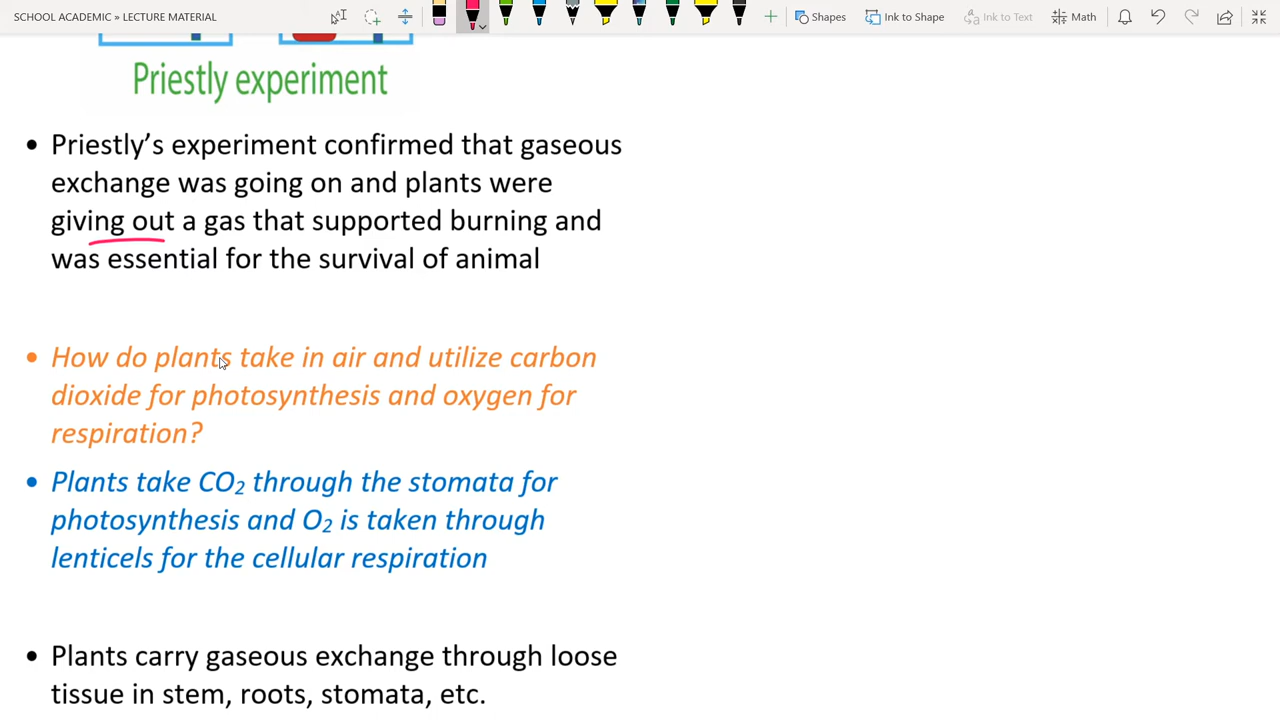 SCHOOL ACADEMIC » LECTURE MATERIAL
Shapes
Ink to Shape
Ink to Text
Math
Priestly experiment
• Priestly’s experiment confirmed that gaseous
exchange was going on and plants were
giving out a gas that supported burning and
was essential for the survival of animal
• How do plants take in air and utilize carbon
dioxide for photosynthesis and oxygen for
respiration?
• Plants take CO₂ through the stomata for
photosynthesis and O₂ is taken through
lenticels for the cellular respiration
• Plants carry gaseous exchange through loose
tissue in stem, roots, stomata, etc.